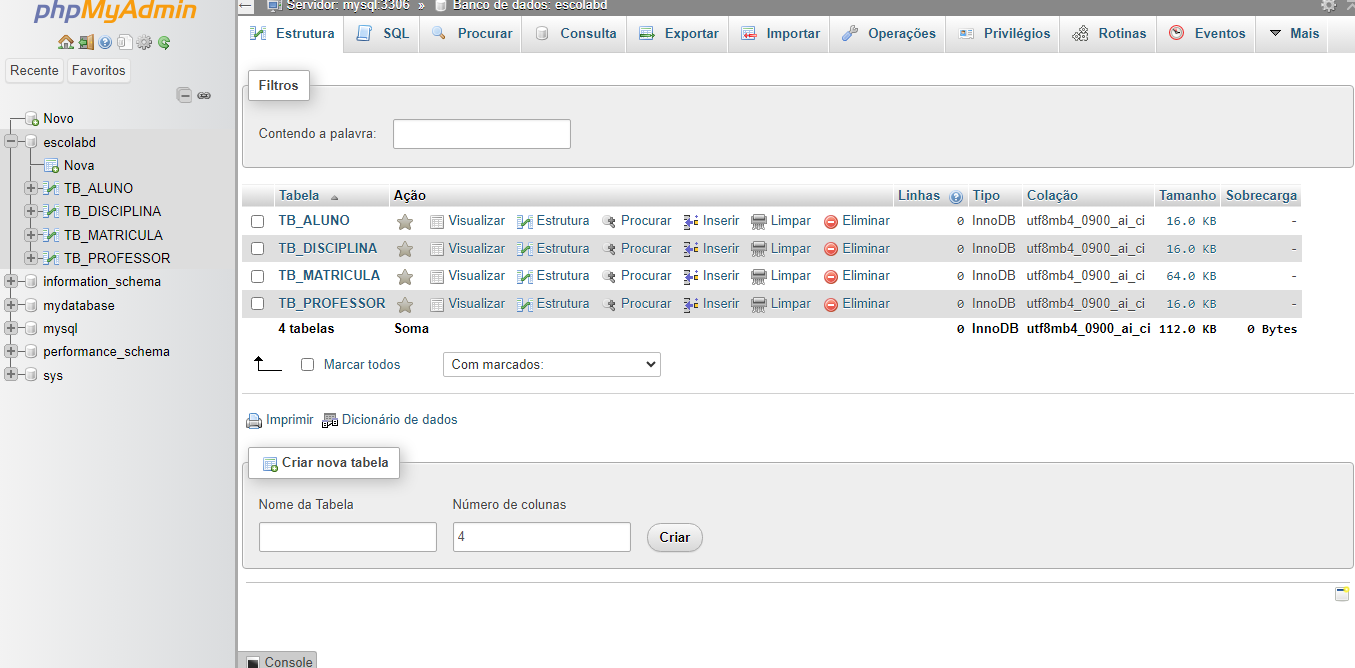 phpMyAdmin
Recente Favoritos
Novo
escolabd
Nova
TB_ALUNO
TB_DISCIPLINA
TB_MATRICULA
TB_PROFESSOR
information_schema
mydatabase
mysql
performance_schema
sys
Servidor: mysql:3306 » Banco de dados: escolabd
Estrutura SQL Procurar Consulta Exportar Importar Operações Privilégios Rotinas Eventos Mais
Filtros
Contendo a palavra:
Tabela Ação Linhas Tipo Colação Tamanho Sobrecarga
TB_ALUNO Visualizar Estrutura Procurar Inserir Limpar Eliminar 0 InnoDB utf8mb4_0900_ai_ci 16.0 KB -
TB_DISCIPLINA Visualizar Estrutura Procurar Inserir Limpar Eliminar 0 InnoDB utf8mb4_0900_ai_ci 16.0 KB -
TB_MATRICULA Visualizar Estrutura Procurar Inserir Limpar Eliminar 0 InnoDB utf8mb4_0900_ai_ci 64.0 KB -
TB_PROFESSOR Visualizar Estrutura Procurar Inserir Limpar Eliminar 0 InnoDB utf8mb4_0900_ai_ci 16.0 KB -
4 tabelas Soma 0 InnoDB utf8mb4_0900_ai_ci 112.0 KB 0 Bytes
Marcar todos Com marcados:
Imprimir Dicionário de dados
Criar nova tabela
Nome da Tabela Número de colunas
4 Criar
Console